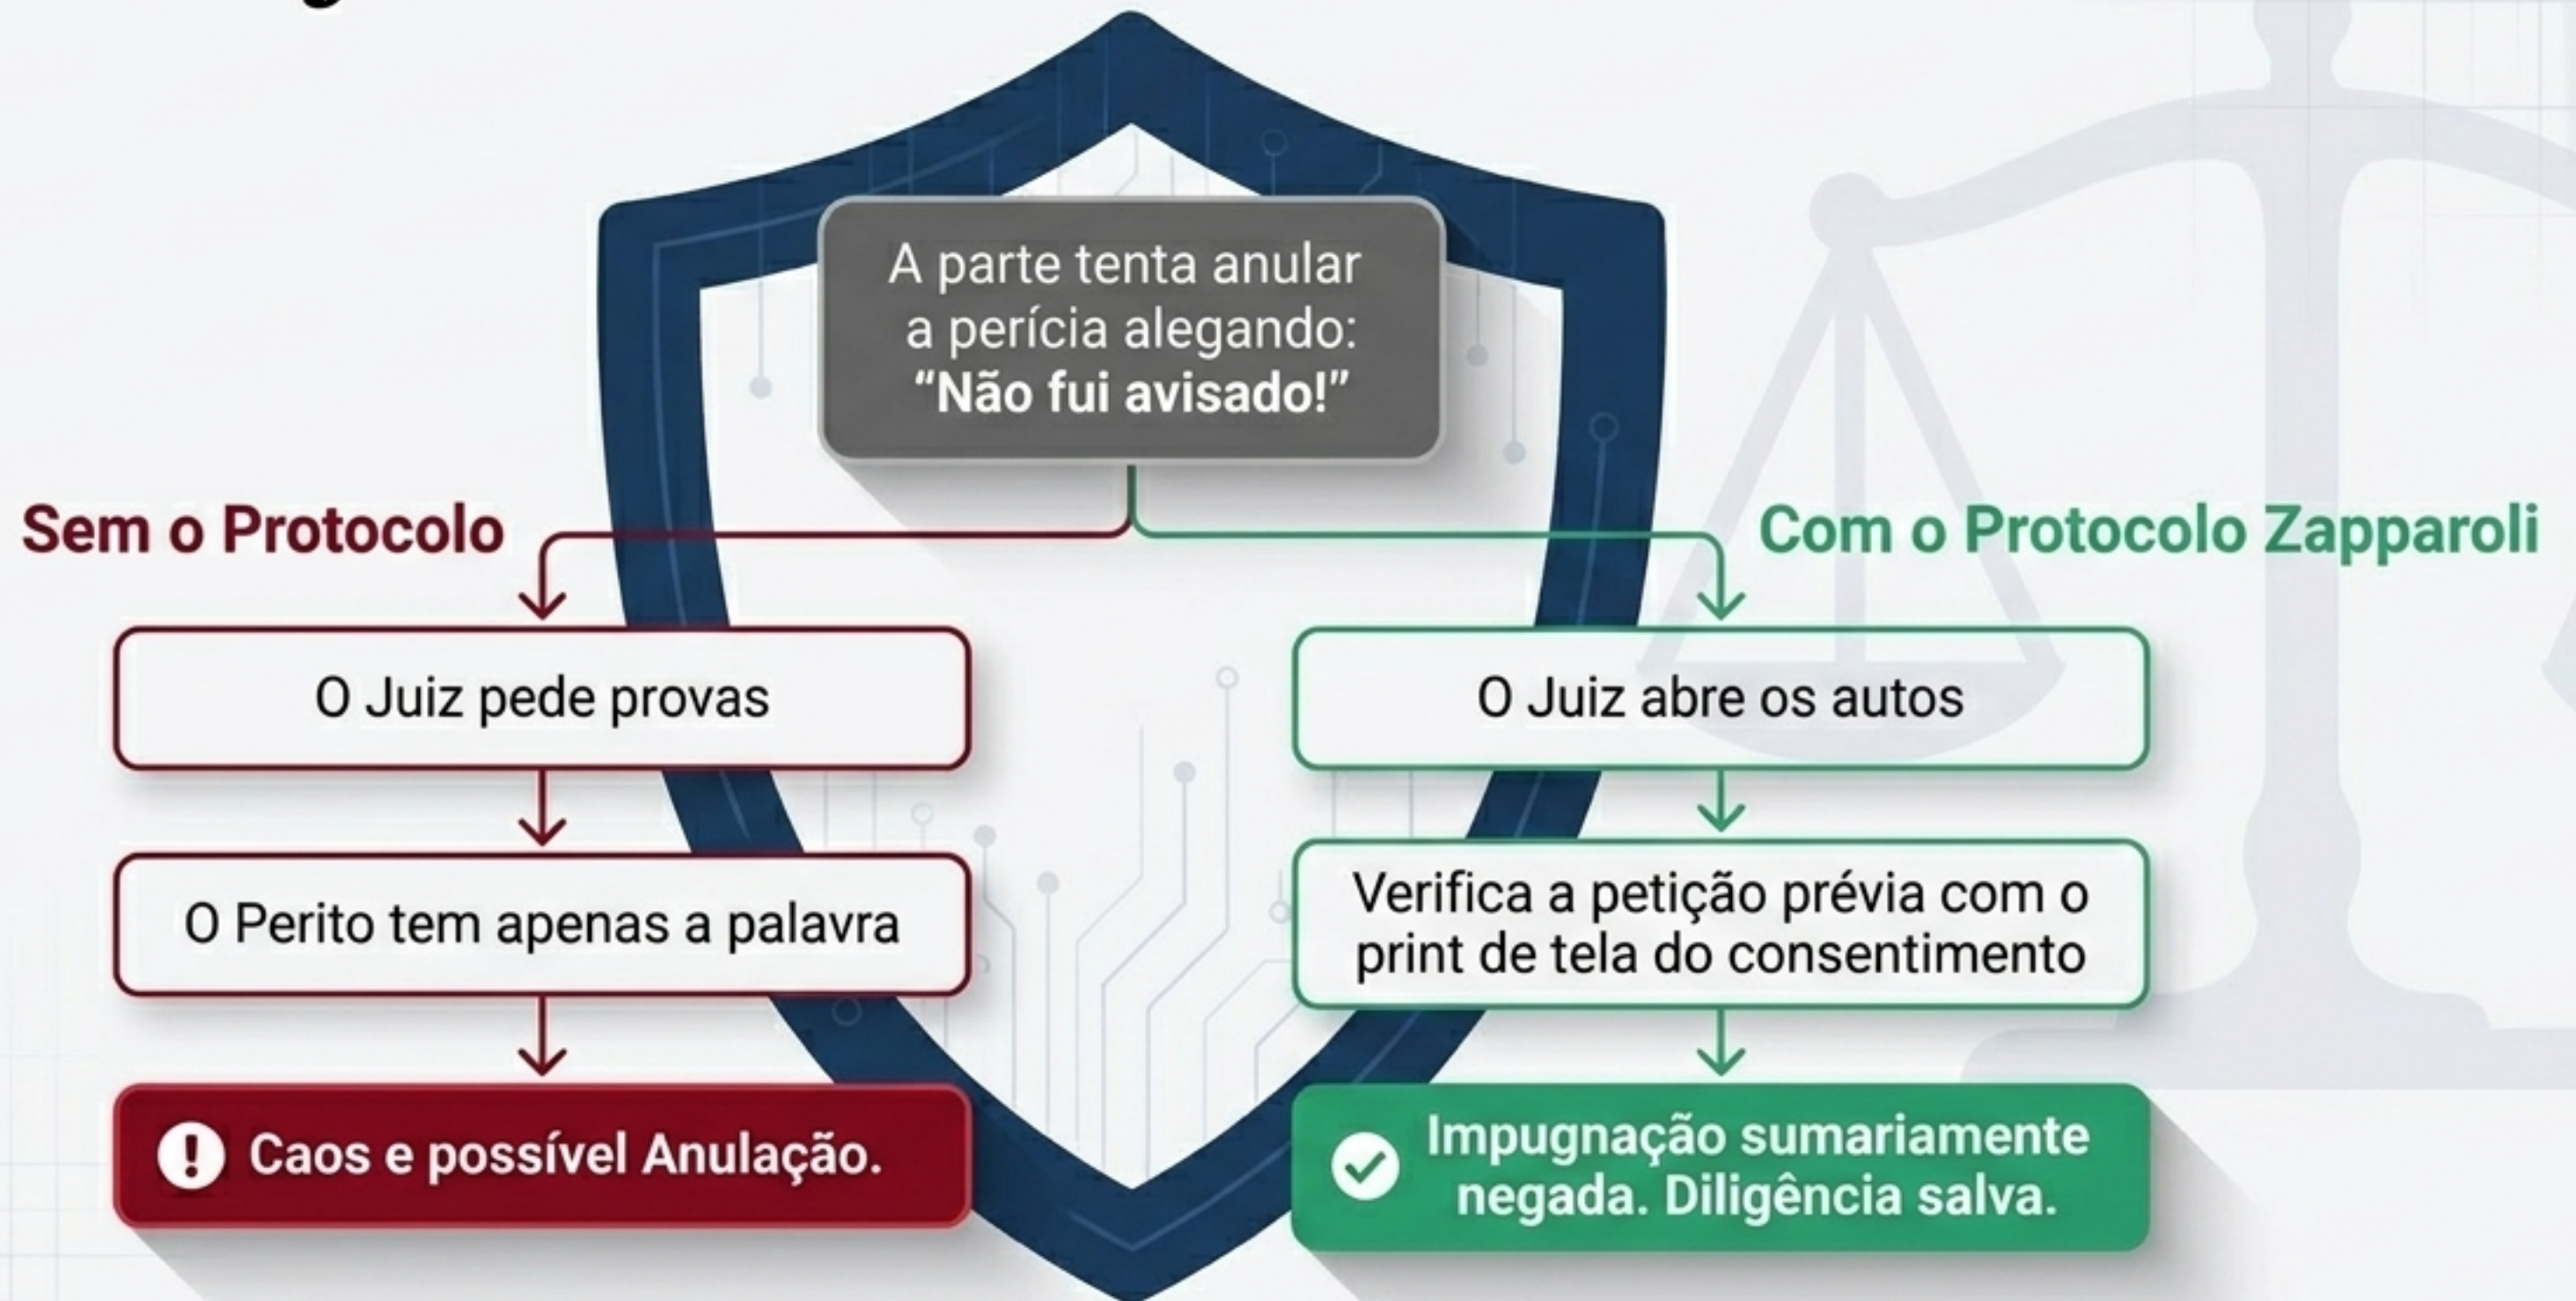 A parte tenta anular
a perícia alegando:
“Não fui avisado!”
Sem o Protocolo
O Juiz pede provas
O Perito tem apenas a palavra
Caos e possível Anulação.
Com o Protocolo Zapparoli
O Juiz abre os autos
Verifica a petição prévia com o
print de tela do consentimento
Impugnação sumariamente
negada. Diligência salva.